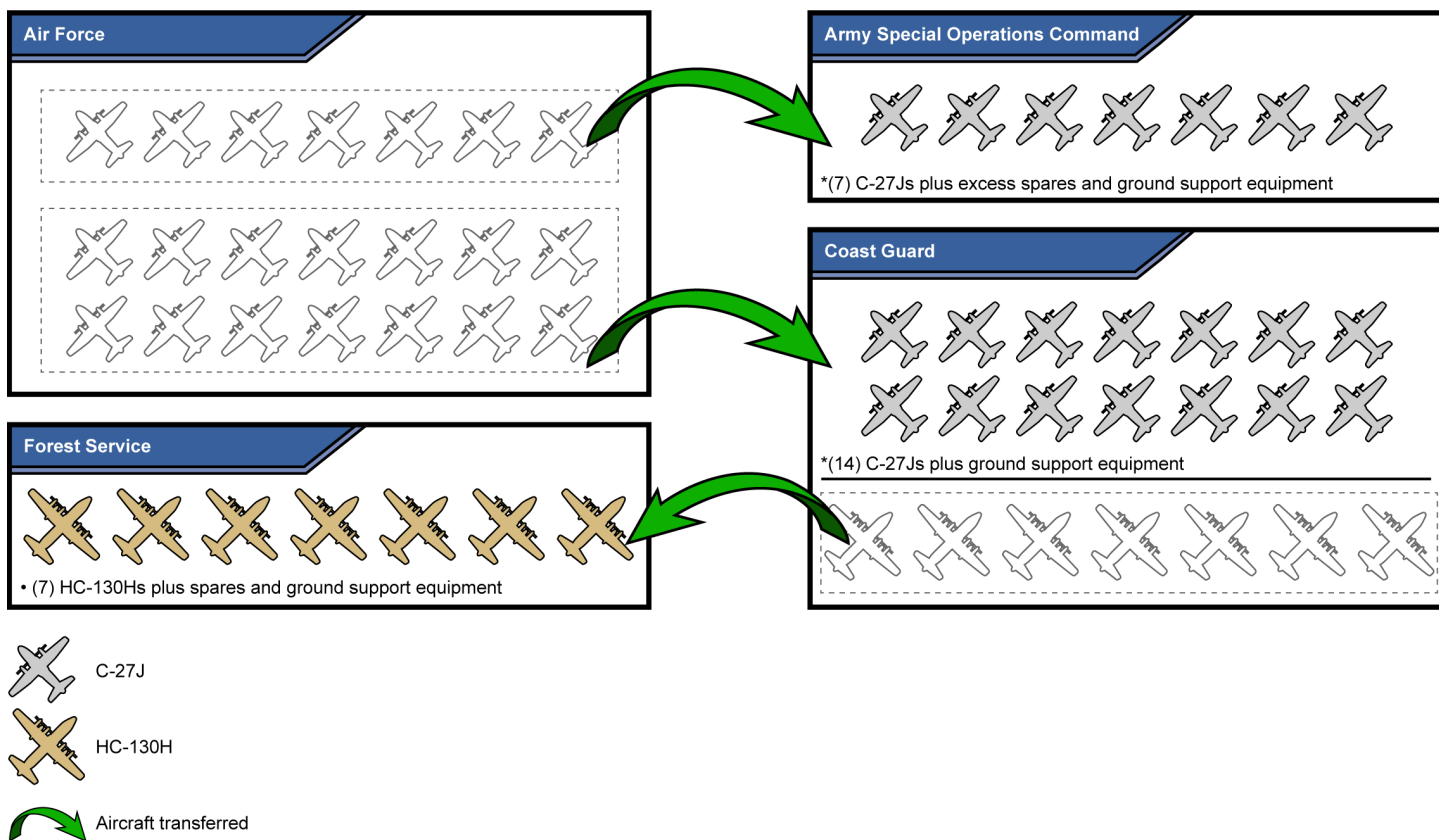 Air Force
Army Special Operations Command
*(7) C-27Js plus excess spares and ground support equipment
Coast Guard
*(14) C-27Js plus ground support equipment
Forest Service
• (7) HC-130Hs plus spares and ground support equipment
C-27J
HC-130H
Aircraft transferred